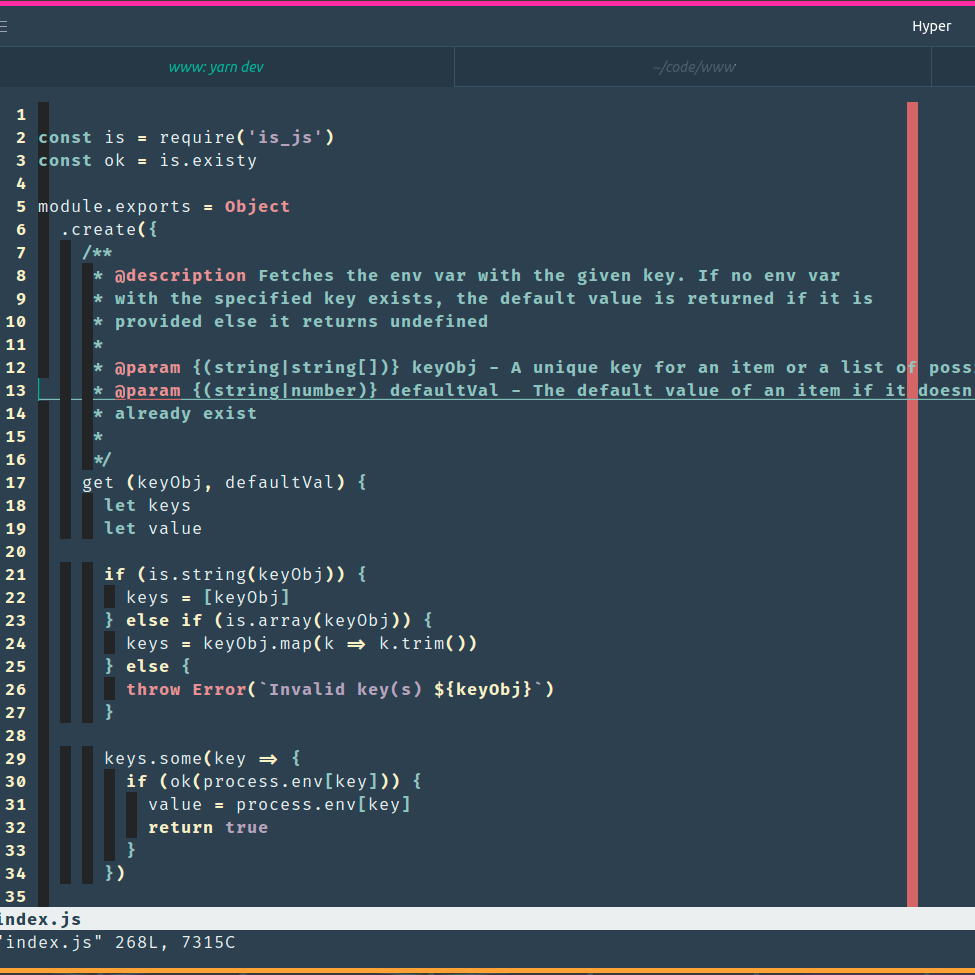 Hyper
www: yarn dev
~/code/www
1
2 const is = require('is_js')
3 const ok = is.existy
4
5 module.exports = Object
6   .create({
7     /**
8      * @description Fetches the env var with the given key. If no env var
9      * with the specified key exists, the default value is returned if it is
10      * provided else it returns undefined
11      *
12      * @param {(string|string[])} keyObj - A unique key for an item or a list of poss
13      * @param {(string|number)} defaultVal - The default value of an item if it doesn
14      * already exist
15      *
16      */
17     get (keyObj, defaultVal) {
18       let keys
19       let value
20
21       if (is.string(keyObj)) {
22         keys = [keyObj]
23       } else if (is.array(keyObj)) {
24         keys = keyObj.map(k => k.trim())
25       } else {
26         throw Error(`Invalid key(s) ${keyObj}`)
27       }
28
29       keys.some(key => {
30         if (ok(process.env[key])) {
31           value = process.env[key]
32           return true
33         }
34       })
35
index.js
"index.js" 268L, 7315C